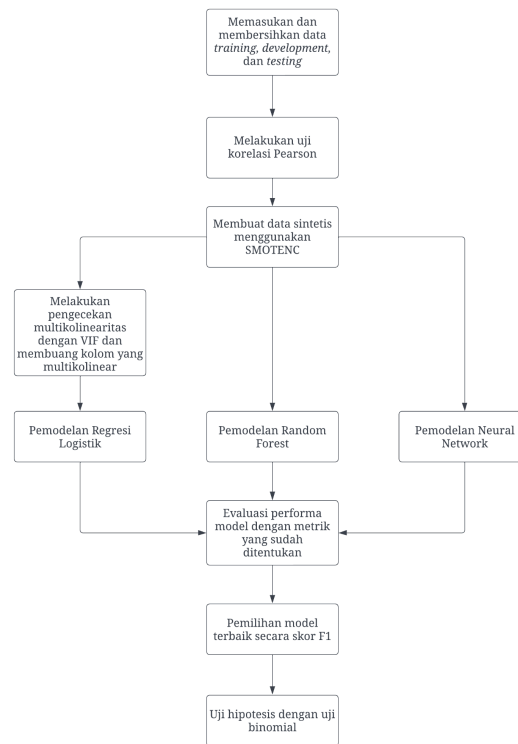 Memasukan dan
membersihkan data
training, development,
dan testing
Melakukan uji
korelasi Pearson
Membuat data sintetis
menggunakan
SMOTENC
Melakukan
pengecekan
multikolinearitas
dengan VIF dan
membuang kolom yang
multikolinear
Pemodelan Regresi
Logistik
Pemodelan Random
Forest
Pemodelan Neural
Network
Evaluasi performa
model dengan metrik
yang sudah
ditentukan
Pemilihan model
terbaik secara skor F1
Uji hipotesis dengan uji
binomial